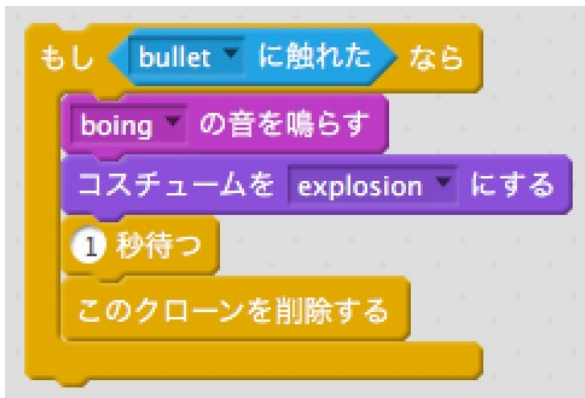 もし bullet に触れた なら
boing の音を鳴らす
コスチュームを explosion にする
1 秒待つ
このクローンを削除する